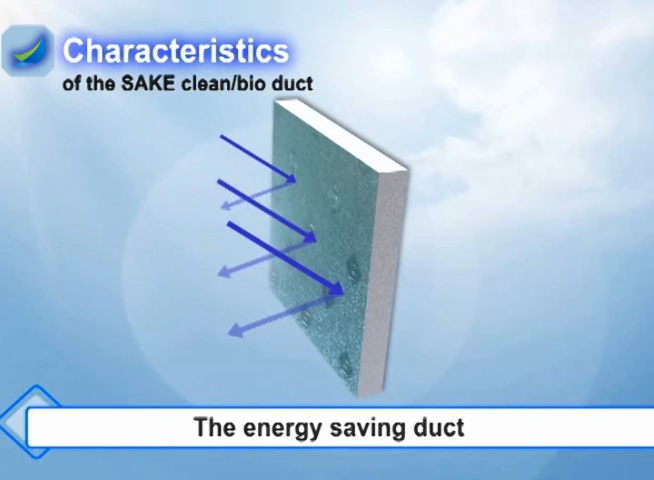 Characteristics
of the SAKE clean/bio duct
The energy saving duct